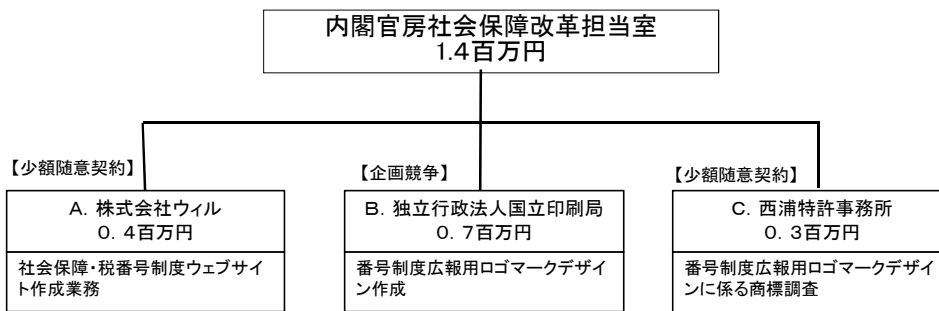 内閣官房社会保障改革担当室
1.4百万円
【少額随意契約】
A．株式会社ウィル
０．４百万円
社会保障・税番号制度ウェブサイ
ト作成業務
【企画競争】
B．独立行政法人国立印刷局
０．７百万円
番号制度広報用ロゴマークデザイ
ン作成
【少額随意契約】
C．西浦特許事務所
０．３百万円
番号制度広報用ロゴマークデザイ
ンに係る商標調査